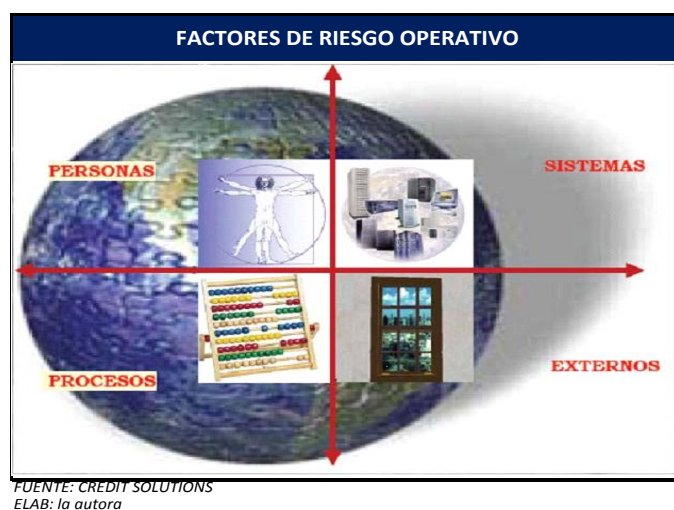 FACTORES DE RIESGO OPERATIVO
PERSONAS
SISTEMAS
PROCESOS
EXTERNOS
FUENTE: CREDIT SOLUTIONS
ELAB: la autora